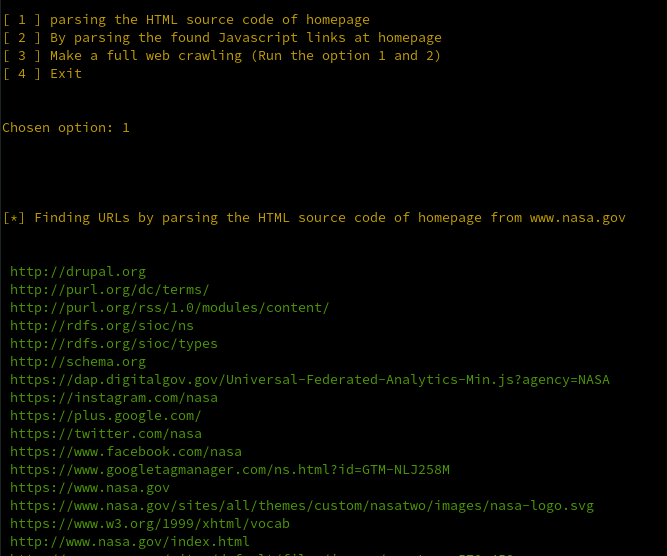 [ 1 ] parsing the HTML source code of homepage
[ 2 ] By parsing the found Javascript links at homepage
[ 3 ] Make a full web crawling (Run the option 1 and 2)
[ 4 ] Exit
Chosen option: 1
[*] Finding URLs by parsing the HTML source code of homepage from www.nasa.gov
http://drupal.org
http://purl.org/dc/terms/
http://purl.org/rss/1.0/modules/content/
http://rdfs.org/sioc/ns
http://rdfs.org/sioc/types
http://schema.org
https://dap.digitalgov.gov/Universal-Federated-Analytics-Min.js?agency=NASA
https://instagram.com/nasa
https://plus.google.com/
https://twitter.com/nasa
https://www.facebook.com/nasa
https://www.googletagmanager.com/ns.html?id=GTM-NLJ258M
https://www.nasa.gov
https://www.nasa.gov/sites/all/themes/custom/nasatwo/images/nasa-logo.svg
https://www.w3.org/1999/xhtml/vocab
http://www.nasa.gov/index.html